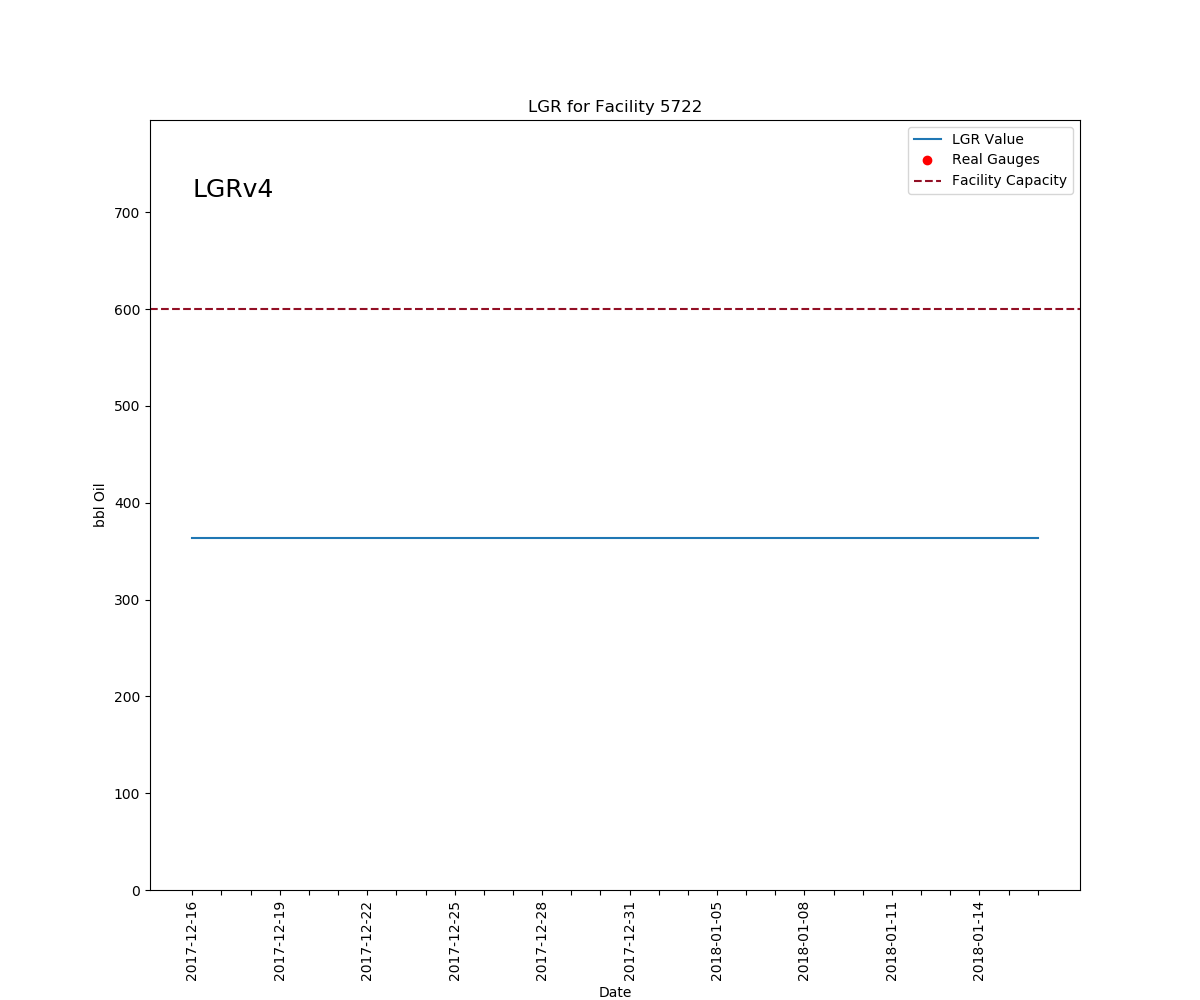 LGR for Facility 5722
LGR Value
Real Gauges
Facility Capacity
LGRv4
700
600
500
400
300
200
100
0
bbl Oil
2017-12-16
2017-12-19
2017-12-22
2017-12-25
2017-12-28
2017-12-31
2018-01-05
2018-01-08
2018-01-11
2018-01-14
Date